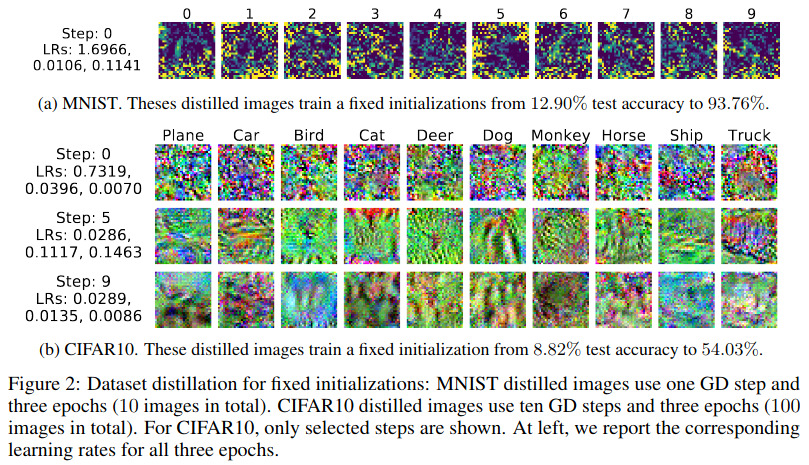 0 1 2 3 4 5 6 7 8 9
Step: 0
LRs: 1.6966,
0.0106, 0.1141
(a) MNIST. Theses distilled images train a fixed initializations from 12.90% test accuracy to 93.76%.
Plane Car Bird Cat Deer Dog Monkey Horse Ship Truck
Step: 0
LRs: 0.7319,
0.0396, 0.0070
Step: 5
LRs: 0.0286,
0.1117, 0.1463
Step: 9
LRs: 0.0289,
0.0135, 0.0086
(b) CIFAR10. These distilled images train a fixed initialization from 8.82% test accuracy to 54.03%.
Figure 2: Dataset distillation for fixed initializations: MNIST distilled images use one GD step and
three epochs (10 images in total). CIFAR10 distilled images use ten GD steps and three epochs (100
images in total). For CIFAR10, only selected steps are shown. At left, we report the corresponding
learning rates for all three epochs.